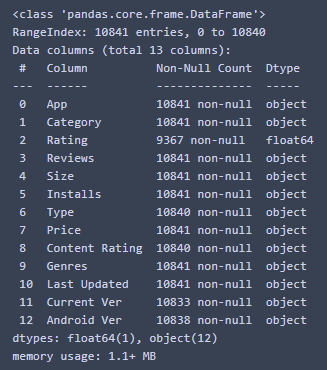 <class 'pandas.core.frame.DataFrame'>
RangeIndex: 10841 entries, 0 to 10840
Data columns (total 13 columns):
 #   Column          Non-Null Count  Dtype
---  ------          --------------  -----
 0   App             10841 non-null  object
 1   Category        10841 non-null  object
 2   Rating          9367 non-null   float64
 3   Reviews         10841 non-null  object
 4   Size            10841 non-null  object
 5   Installs        10841 non-null  object
 6   Type            10840 non-null  object
 7   Price           10841 non-null  object
 8   Content Rating  10840 non-null  object
 9   Genres          10841 non-null  object
 10  Last Updated    10841 non-null  object
 11  Current Ver     10833 non-null  object
 12  Android Ver     10838 non-null  object
dtypes: float64(1), object(12)
memory usage: 1.1+ MB